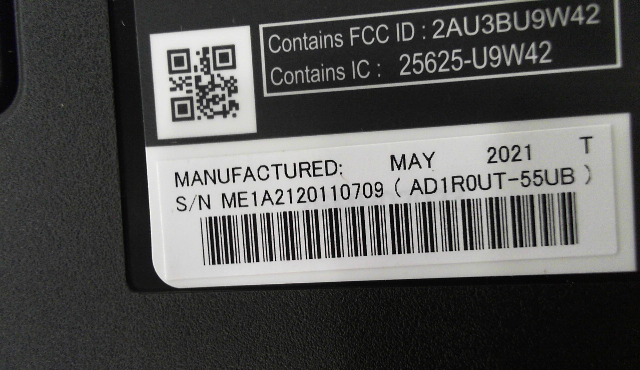 Contains FCC ID : 2AU3BU9W42
Contains IC : 25625-U9W42
MANUFACTURED: MAY 2021 T
S/N ME1A2120110709 ( AD1R0UT-55UB )